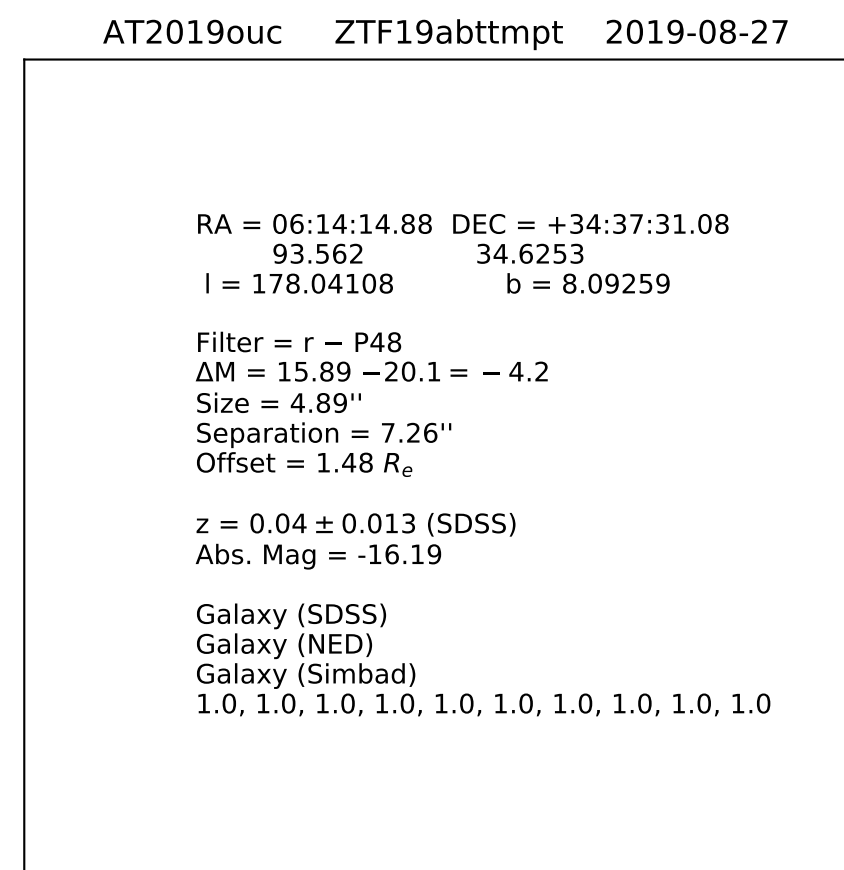 AT2019ouc ZTF19abttmpt 2019-08-27
RA = 06:14:14.88 DEC = +34:37:31.08
93.562 34.6253
l = 178.04108 b = 8.09259
Filter = r − P48
ΔM = 15.89 −20.1 = − 4.2
Size = 4.89''
Separation = 7.26''
Offset = 1.48 Rₑ
z = 0.04 ± 0.013 (SDSS)
Abs. Mag = -16.19
Galaxy (SDSS)
Galaxy (NED)
Galaxy (Simbad)
1.0, 1.0, 1.0, 1.0, 1.0, 1.0, 1.0, 1.0, 1.0, 1.0